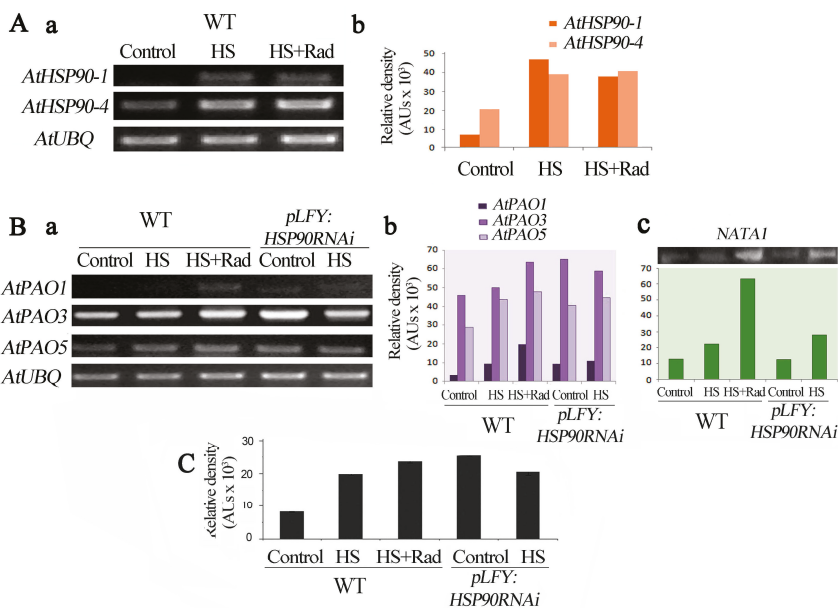 A a
WT
Control HS HS+Rad
AtHSP90-1
AtHSP90-4
AtUBQ
b
AtHSP90-1
AtHSP90-4
Relative density
(AUs x 10³)
50
40
30
20
10
0
Control HS HS+Rad
B a
WT
pLFY:
HSP90RNAi
Control HS HS+Rad Control HS
AtPAO1
AtPAO3
AtPAO5
AtUBQ
b
AtPAO1
AtPAO3
AtPAO5
Relative density
(AUs x 10³)
70
60
50
40
30
20
10
0
Control HS HS+Rad Control HS
WT
pLFY:
HSP90RNAi
c
NATA1
70
60
50
40
30
20
10
0
Control HS HS+Rad Control HS
WT
pLFY:
HSP90RNAi
C
Relative density
(AUs x 10³)
30
20
10
0
Control HS HS+Rad Control HS
WT
pLFY:
HSP90RNAi